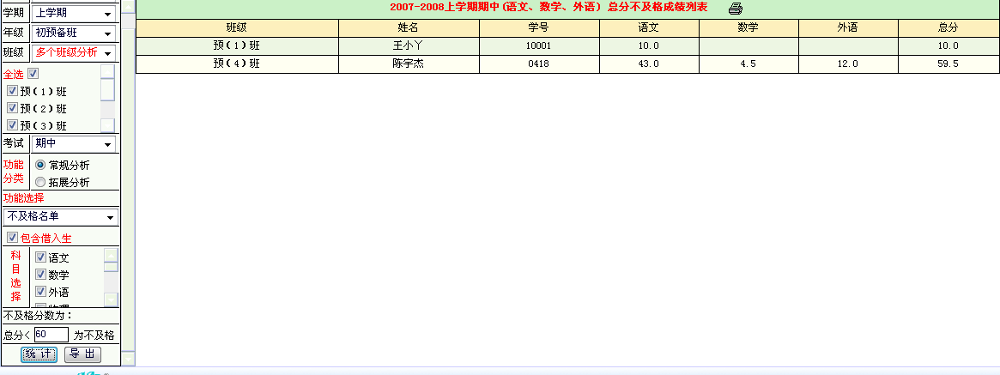 学期 上学期
年级 初预备班
班级 多个班级分析
全选
预(1)班
预(2)班
预(3)班
考试 期中
功能分类 常规分析
拓展分析
功能选择
不及格名单
包含借入生
科目选择 语文
数学
外语
不及格分数为:
总分< 60 为不及格
统 计 导 出
2007-2008上学期期中(语文、数学、外语) 总分不及格成绩列表
班级 姓名 学号 语文 数学 外语 总分
预(1)班 王小丫 10001 10.0 10.0
预(4)班 陈宇杰 0418 43.0 4.5 12.0 59.5